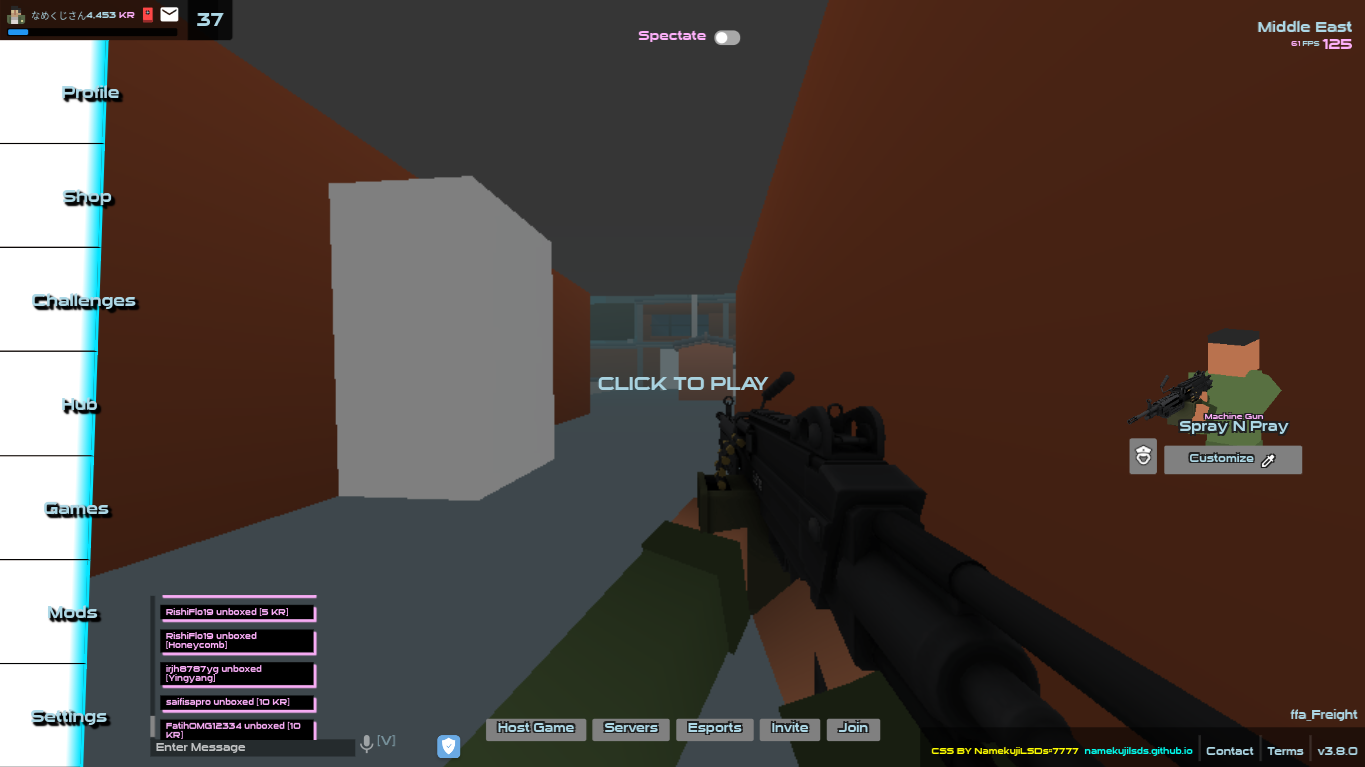 なめくじさん4.453 KR
37
Spectate
Middle East
61 FPS 125
Profile
Shop
Challenges
Hub
Games
Mods
Settings
CLICK TO PLAY
Machine Gun
Spray N Pray
Customize
RishiFlo19 unboxed [5 KR]
RishiFlo19 unboxed
[Honeycomb]
irjh8787yg unboxed
[Yingyang]
saifisapro unboxed [10 KR]
FatihOMG12334 unboxed [10
KR]
Enter Message
[V]
Host Game
Servers
Esports
Invite
Join
ffa_Freight
CSS BY NamekujiLSDs#7777 namekujilsds.github.io
Contact
Terms
v3.8.0